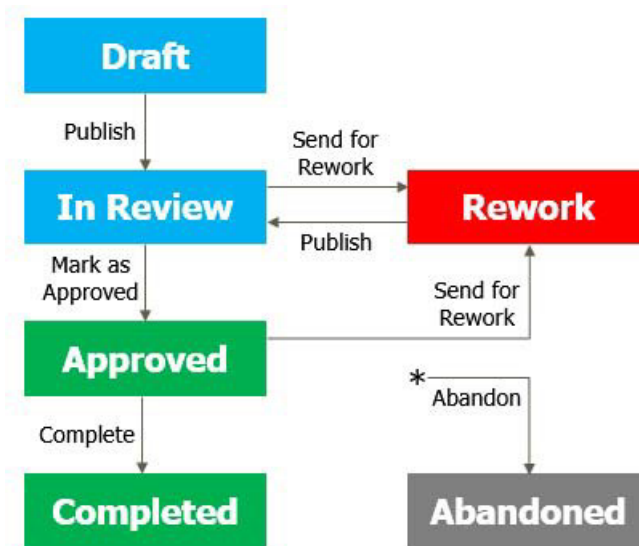 Draft
Publish
Send for
Rework
In Review
Rework
Publish
Mark as
Approved
Send for
Rework
Approved
*
Abandon
Complete
Completed
Abandoned